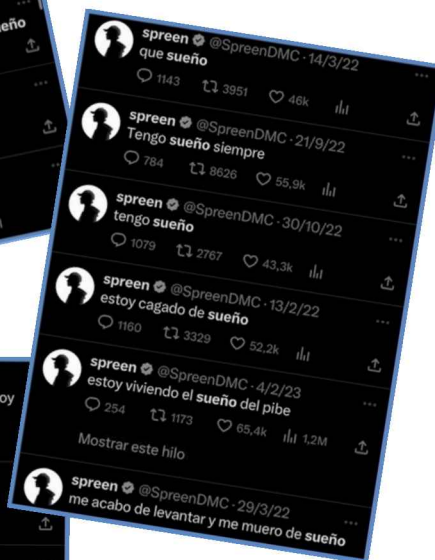 eño
spreen @SpreenDMC · 14/3/22
que sueño
1143 3951 46k
spreen @SpreenDMC · 21/9/22
Tengo sueño siempre
784 8626 55,9k
spreen @SpreenDMC · 30/10/22
tengo sueño
1079 2767 43,3k
spreen @SpreenDMC · 13/2/22
estoy cagado de sueño
1160 3329 52,2k
spreen @SpreenDMC · 4/2/23
estoy viviendo el sueño del pibe
254 1173 65,4k 1,2M
Mostrar este hilo
oy
spreen @SpreenDMC · 29/3/22
me acabo de levantar y me muero de sueño